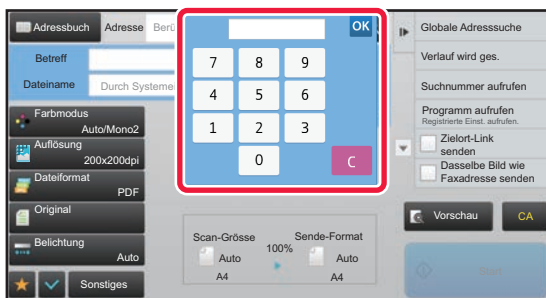 Adressbuch
Adresse
Betreff
Dateiname
Durch Systemei
OK
7 8 9
4 5 6
1 2 3
0
C
Farbmodus
Auto/Mono2
Auflösung
200x200dpi
Dateiformat
PDF
Original
Belichtung
Auto
Sonstiges
Scan-Grösse
Auto
A4
100%
Sende-Format
Auto
A4
Globale Adresssuche
Verlauf wird ges.
Suchnummer aufrufen
Programm aufrufen
Registrierte Einst. aufrufen.
Zielort-Link
senden
Dasselbe Bild wie
Faxadresse senden
Vorschau
CA
Start